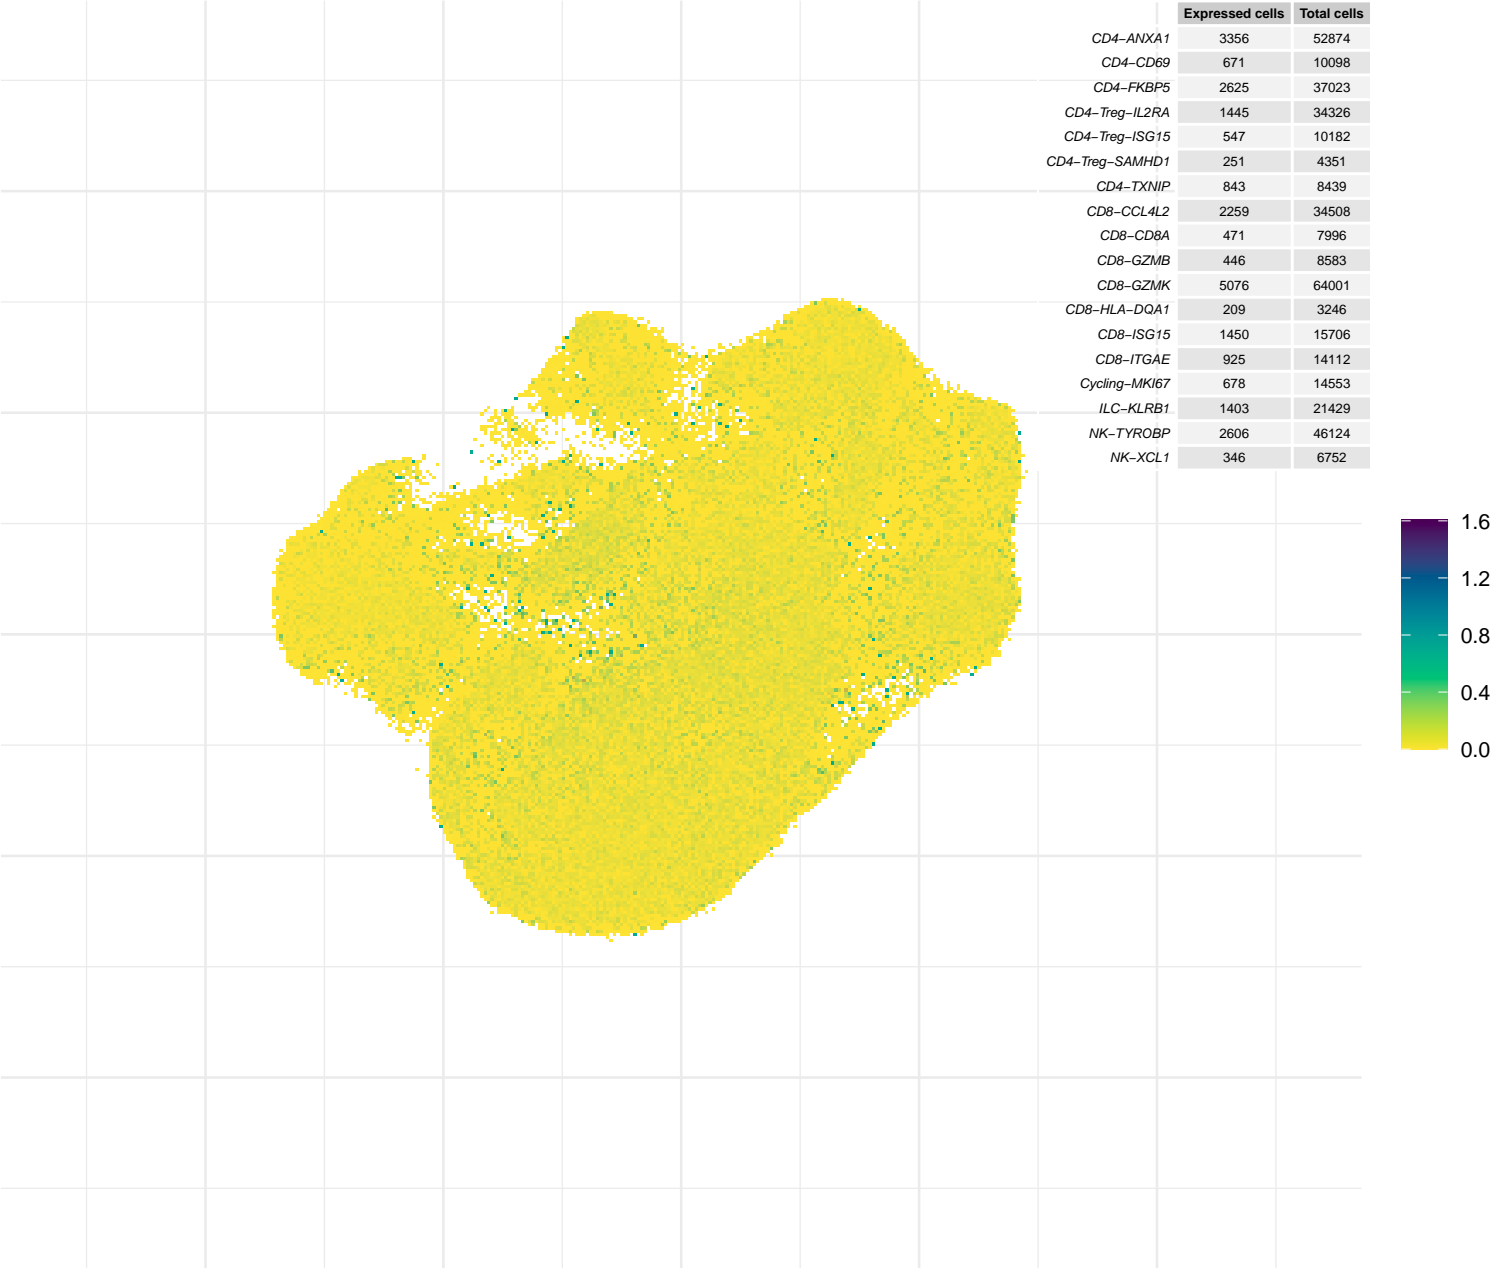 Expressed cells Total cells
CD4−ANXA1 3356 52874
CD4−CD69 671 10098
CD4−FKBP5 2625 37023
CD4−Treg−IL2RA 1445 34326
CD4−Treg−ISG15 547 10182
CD4−Treg−SAMHD1 251 4351
CD4−TXNIP 843 8439
CD8−CCL4L2 2259 34508
CD8−CD8A 471 7996
CD8−GZMB 446 8583
CD8−GZMK 5076 64001
CD8−HLA−DQA1 209 3246
CD8−ISG15 1450 15706
CD8−ITGAE 925 14112
Cycling−MKI67 678 14553
ILC−KLRB1 1403 21429
NK−TYROBP 2606 46124
NK−XCL1 346 6752
1.6
1.2
0.8
0.4
0.0